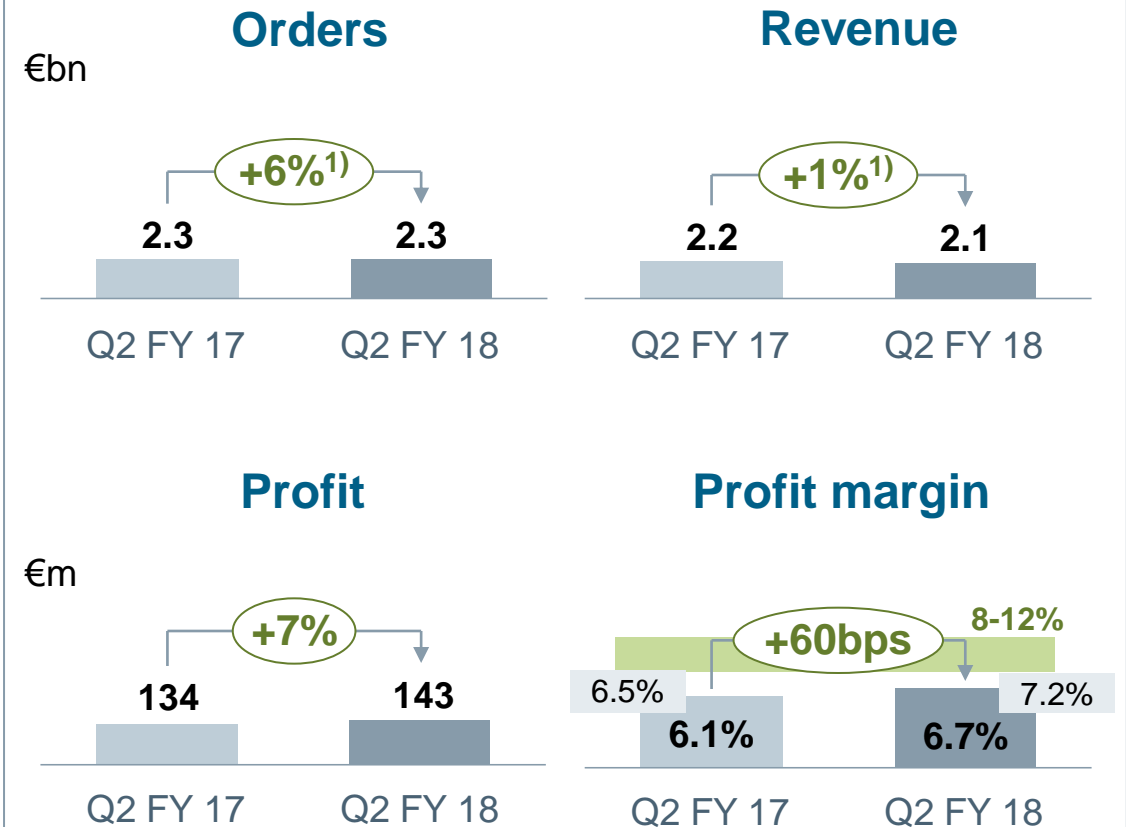 Orders
€bn
+6%1)
2.3 2.3
Q2 FY 17 Q2 FY 18
Revenue
+1%1)
2.2 2.1
Q2 FY 17 Q2 FY 18
Profit
€m
+7%
134 143
Q2 FY 17 Q2 FY 18
Profit margin
8-12%
+60bps
6.5% 7.2%
6.1% 6.7%
Q2 FY 17 Q2 FY 18